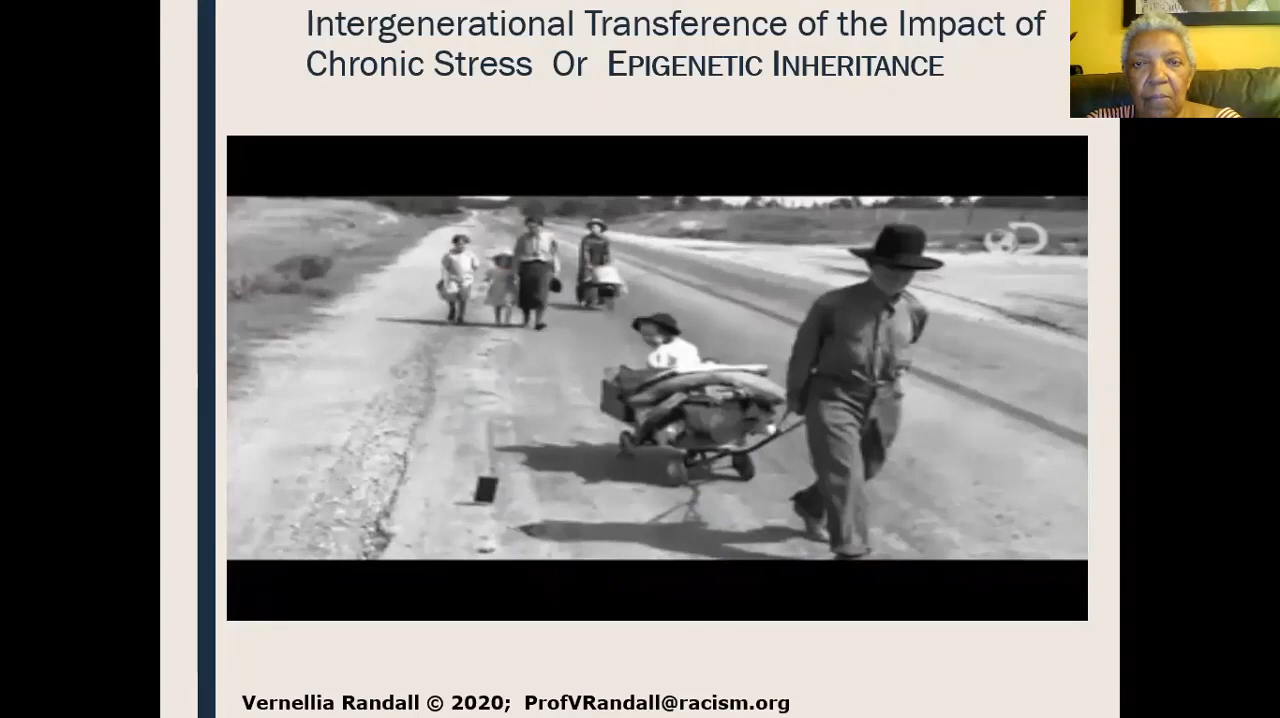 Intergenerational Transference of the Impact of
Chronic Stress Or EPIGENETIC INHERITANCE
Vernellia Randall © 2020; ProfVRandall@racism.org